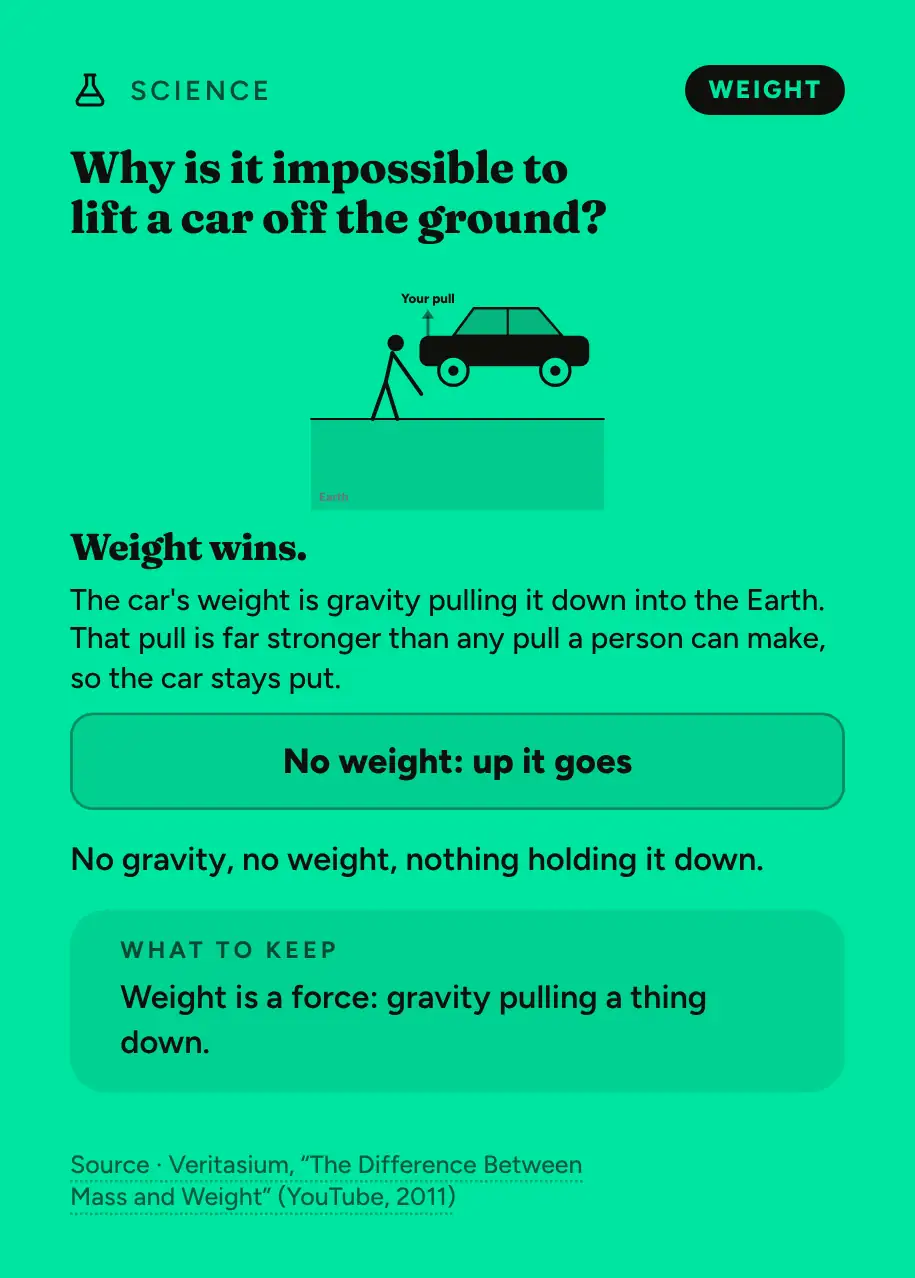 SCIENCE
WEIGHT
Why is it impossible to
lift a car off the ground?
Your pull
Earth
Weight wins.
The car's weight is gravity pulling it down into the Earth.
That pull is far stronger than any pull a person can make,
so the car stays put.
No weight: up it goes
No gravity, no weight, nothing holding it down.
WHAT TO KEEP
Weight is a force: gravity pulling a thing
down.
Source · Veritasium, “The Difference Between
Mass and Weight” (YouTube, 2011)